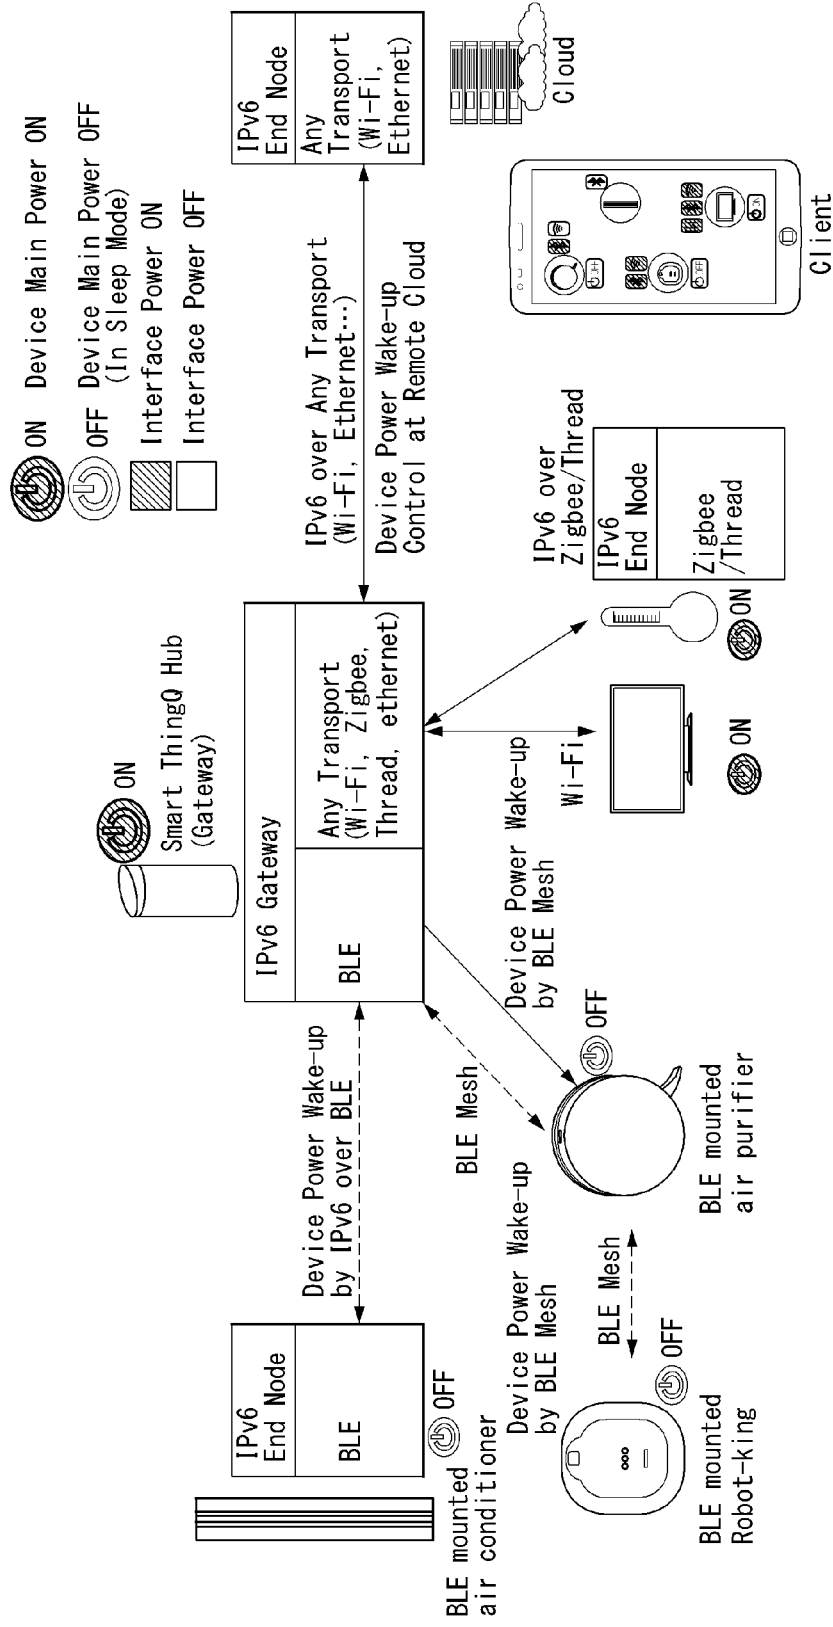 ON Device Main Power ON
OFF Device Main Power OFF
(In Sleep Mode)
Interface Power ON
Interface Power OFF
ON
Smart ThingQ Hub
(Gateway)
IPv6
End Node
BLE
OFF
BLE mounted
air conditioner
Device Power Wake-up
by IPv6 over BLE
IPv6 Gateway
BLE
Any Transport
(Wi-Fi, Zigbee,
Thread, ethernet)
IPv6 over Any Transport
(Wi-Fi, Ethernet···)
Device Power Wake-up
Control at Remote Cloud
IPv6
End Node
Any
Transport
(Wi-Fi,
Ethernet)
Cloud
BLE Mesh
Device Power Wake-up
by BLE Mesh
Device Power Wake-up
by BLE Mesh
BLE Mesh
OFF
BLE mounted
Robot-king
OFF
BLE mounted
air purifier
Wi-Fi
ON
ON
IPv6 over
Zigbee/Thread
IPv6
End Node
Zigbee
/Thread
OFF
OFF
ON
Client